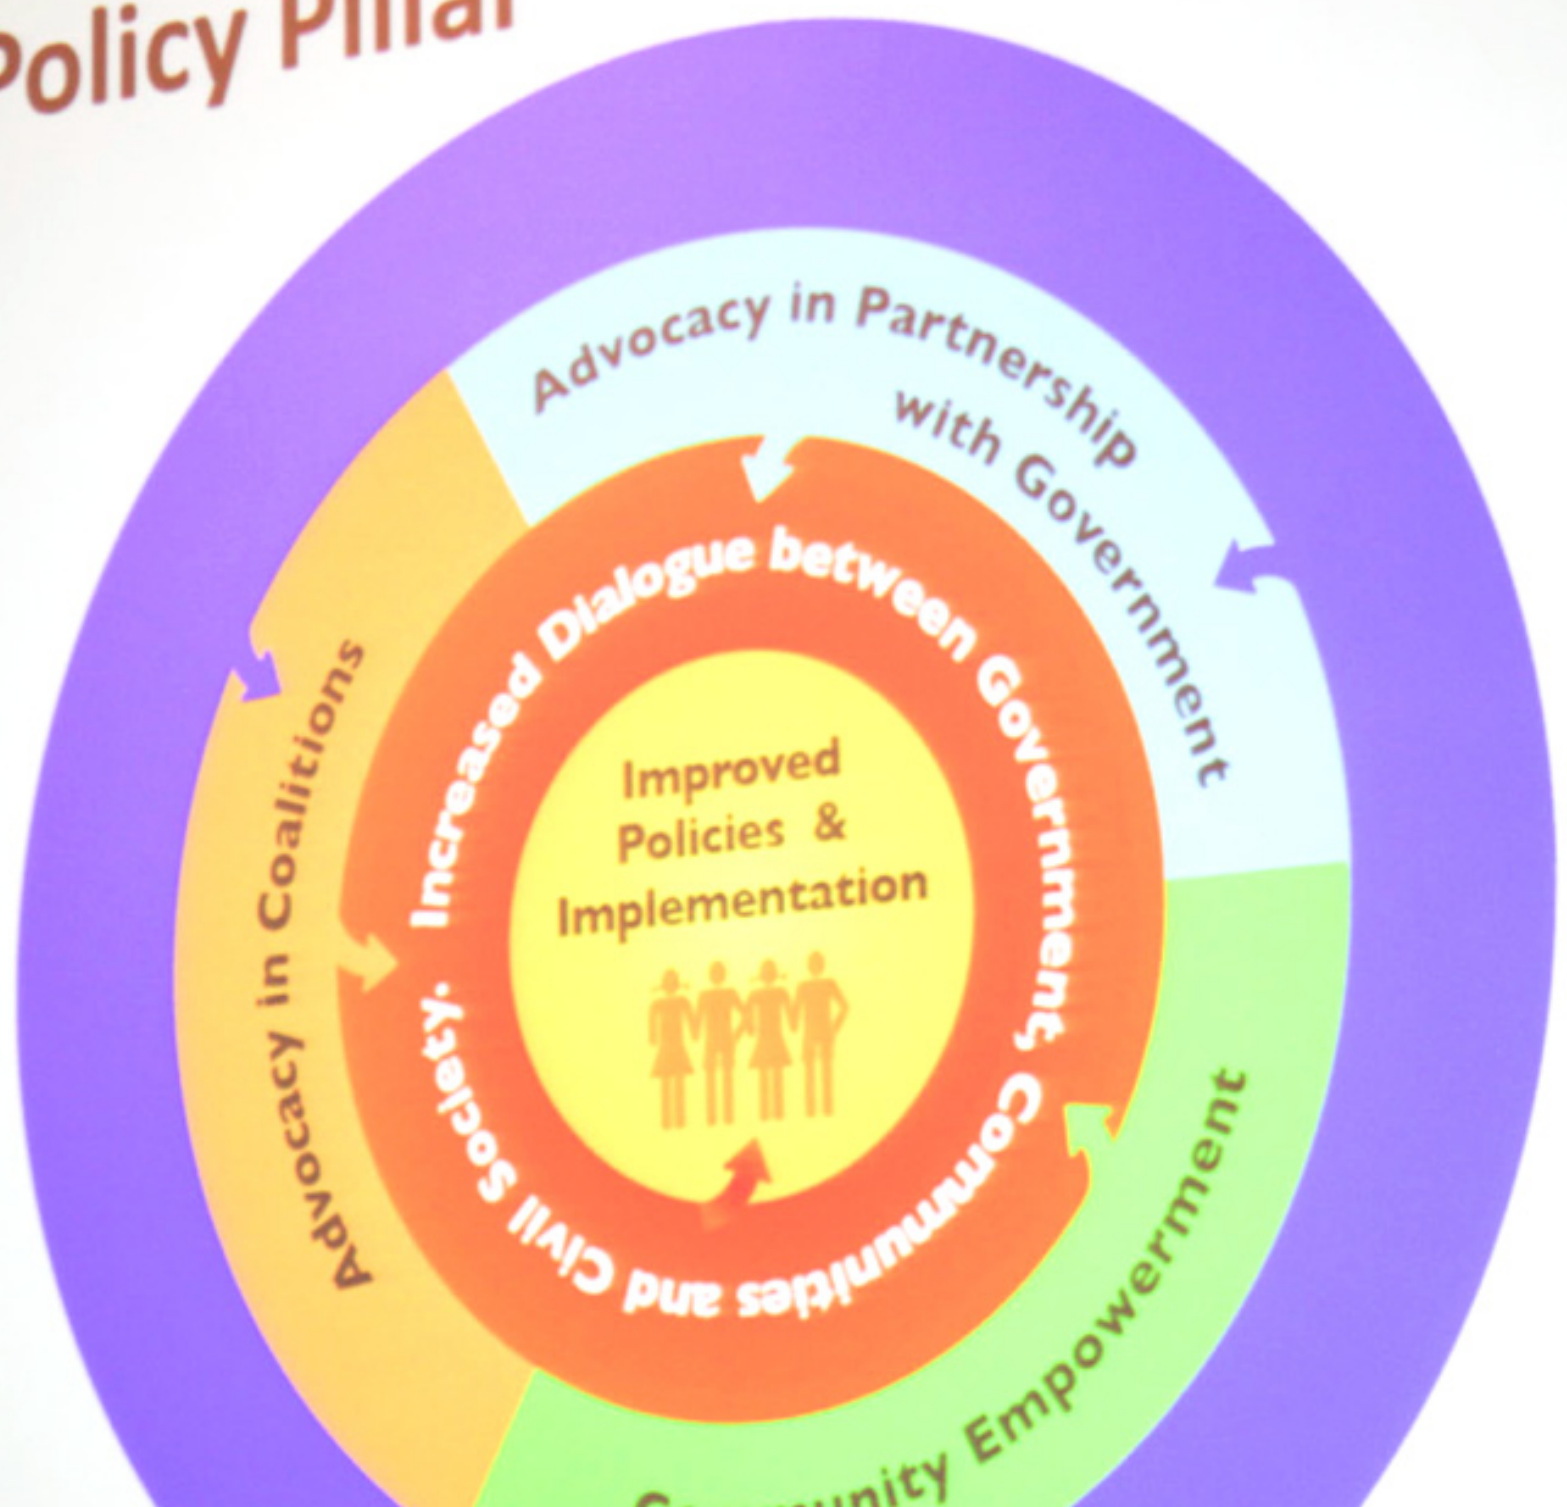 Policy Pillar
Advocacy in Partnership
with Government
Advocacy in Coalitions
Community Empowerment
Increased Dialogue between Government, Communities and Civil Society.
Improved
Policies &
Implementation